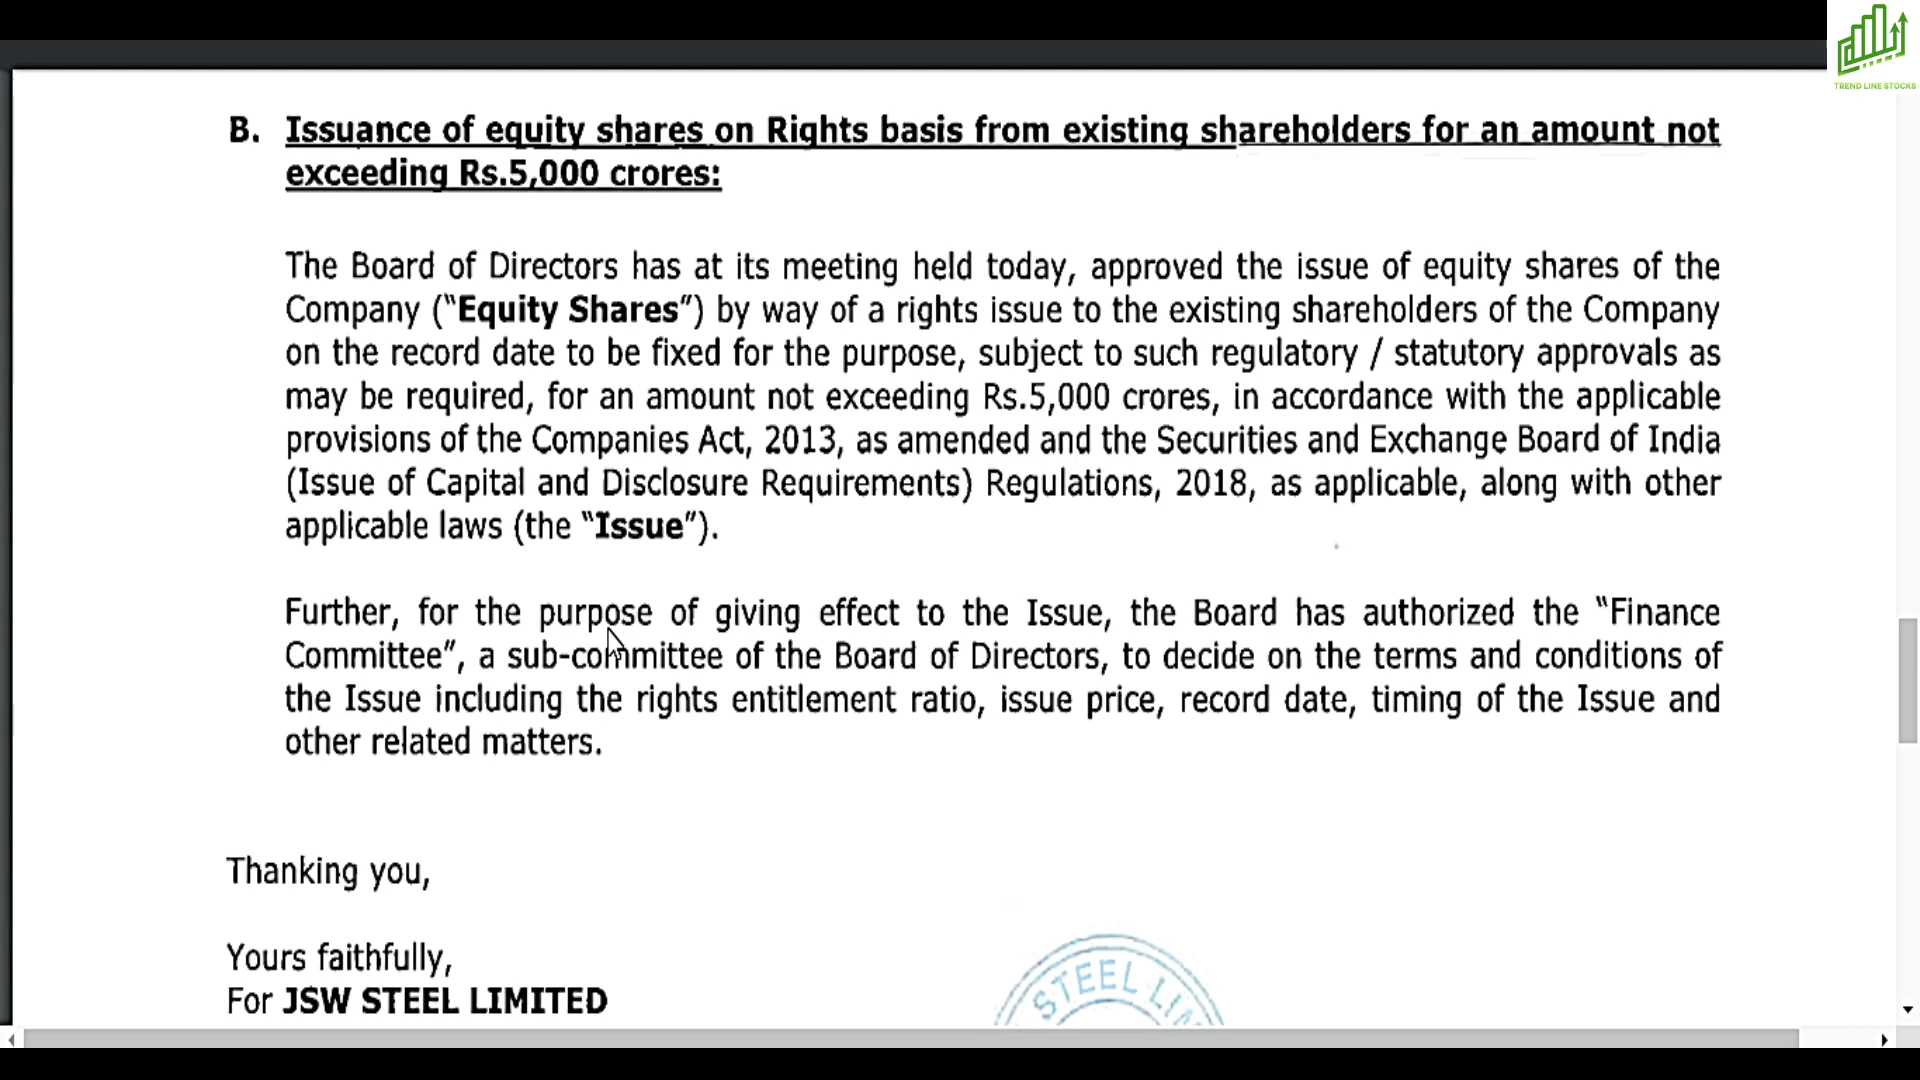 TREND LINE STOCKS
B. Issuance of equity shares on Rights basis from existing shareholders for an amount not
exceeding Rs.5,000 crores:
The Board of Directors has at its meeting held today, approved the issue of equity shares of the
Company ("Equity Shares") by way of a rights issue to the existing shareholders of the Company
on the record date to be fixed for the purpose, subject to such regulatory / statutory approvals as
may be required, for an amount not exceeding Rs.5,000 crores, in accordance with the applicable
provisions of the Companies Act, 2013, as amended and the Securities and Exchange Board of India
(Issue of Capital and Disclosure Requirements) Regulations, 2018, as applicable, along with other
applicable laws (the "Issue").
Further, for the purpose of giving effect to the Issue, the Board has authorized the "Finance
Committee", a sub-committee of the Board of Directors, to decide on the terms and conditions of
the Issue including the rights entitlement ratio, issue price, record date, timing of the Issue and
other related matters.
Thanking you,
Yours faithfully,
For JSW STEEL LIMITED
STEEL LIM